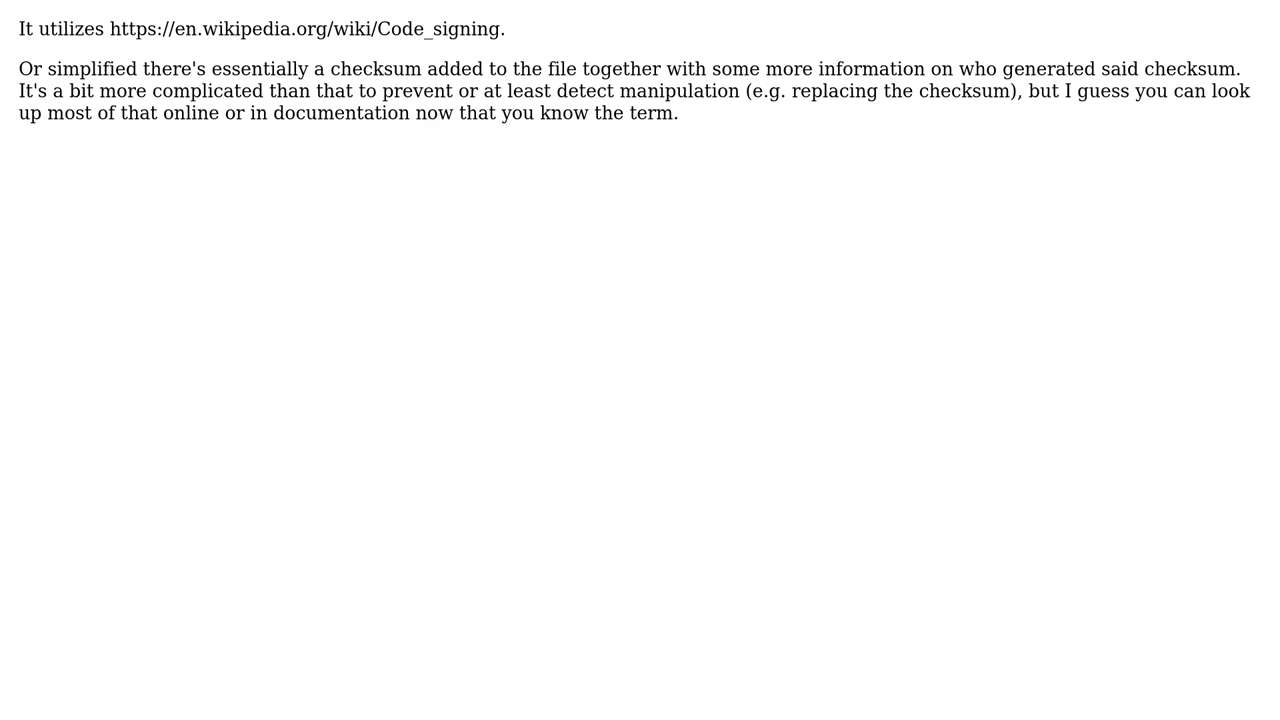 It utilizes https://en.wikipedia.org/wiki/Code_signing.
Or simplified there's essentially a checksum added to the file together with some more information on who generated said checksum.
It's a bit more complicated than that to prevent or at least detect manipulation (e.g. replacing the checksum), but I guess you can look
up most of that online or in documentation now that you know the term.